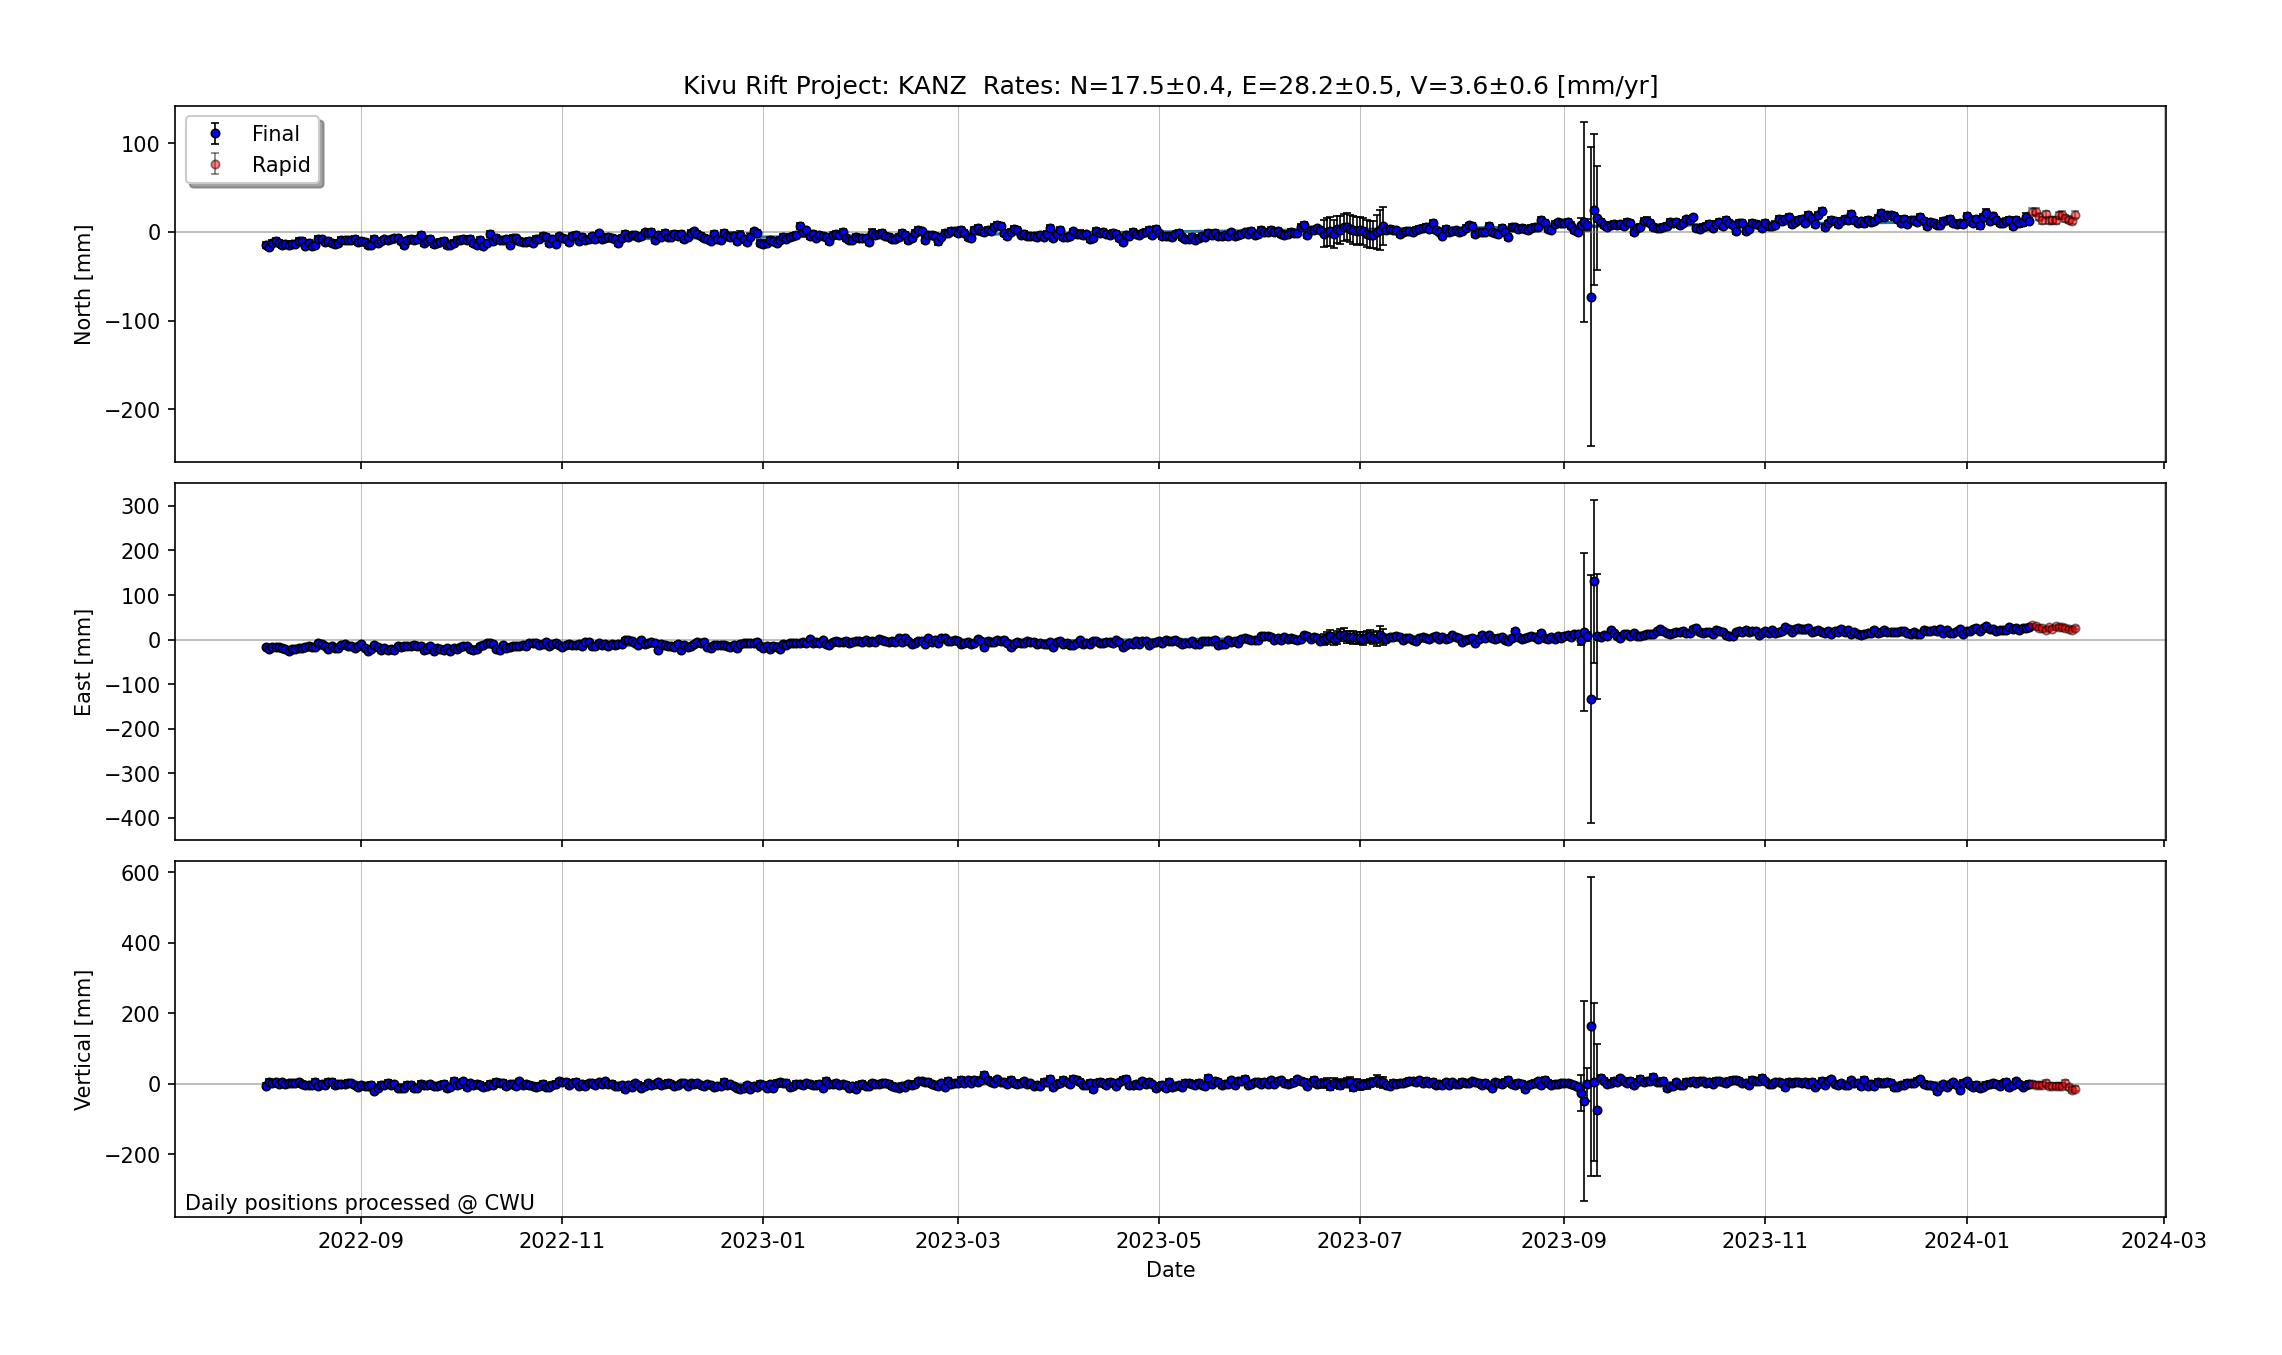 Kivu Rift Project: KANZ  Rates: N=17.5±0.4, E=28.2±0.5, V=3.6±0.6 [mm/yr]
Final
Rapid
North [mm]
100
0
−100
−200
East [mm]
300
200
100
0
−100
−200
−300
−400
Vertical [mm]
600
400
200
0
−200
Daily positions processed @ CWU
2022-09 2022-11 2023-01 2023-03 2023-05 2023-07 2023-09 2023-11 2024-01 2024-03
Date